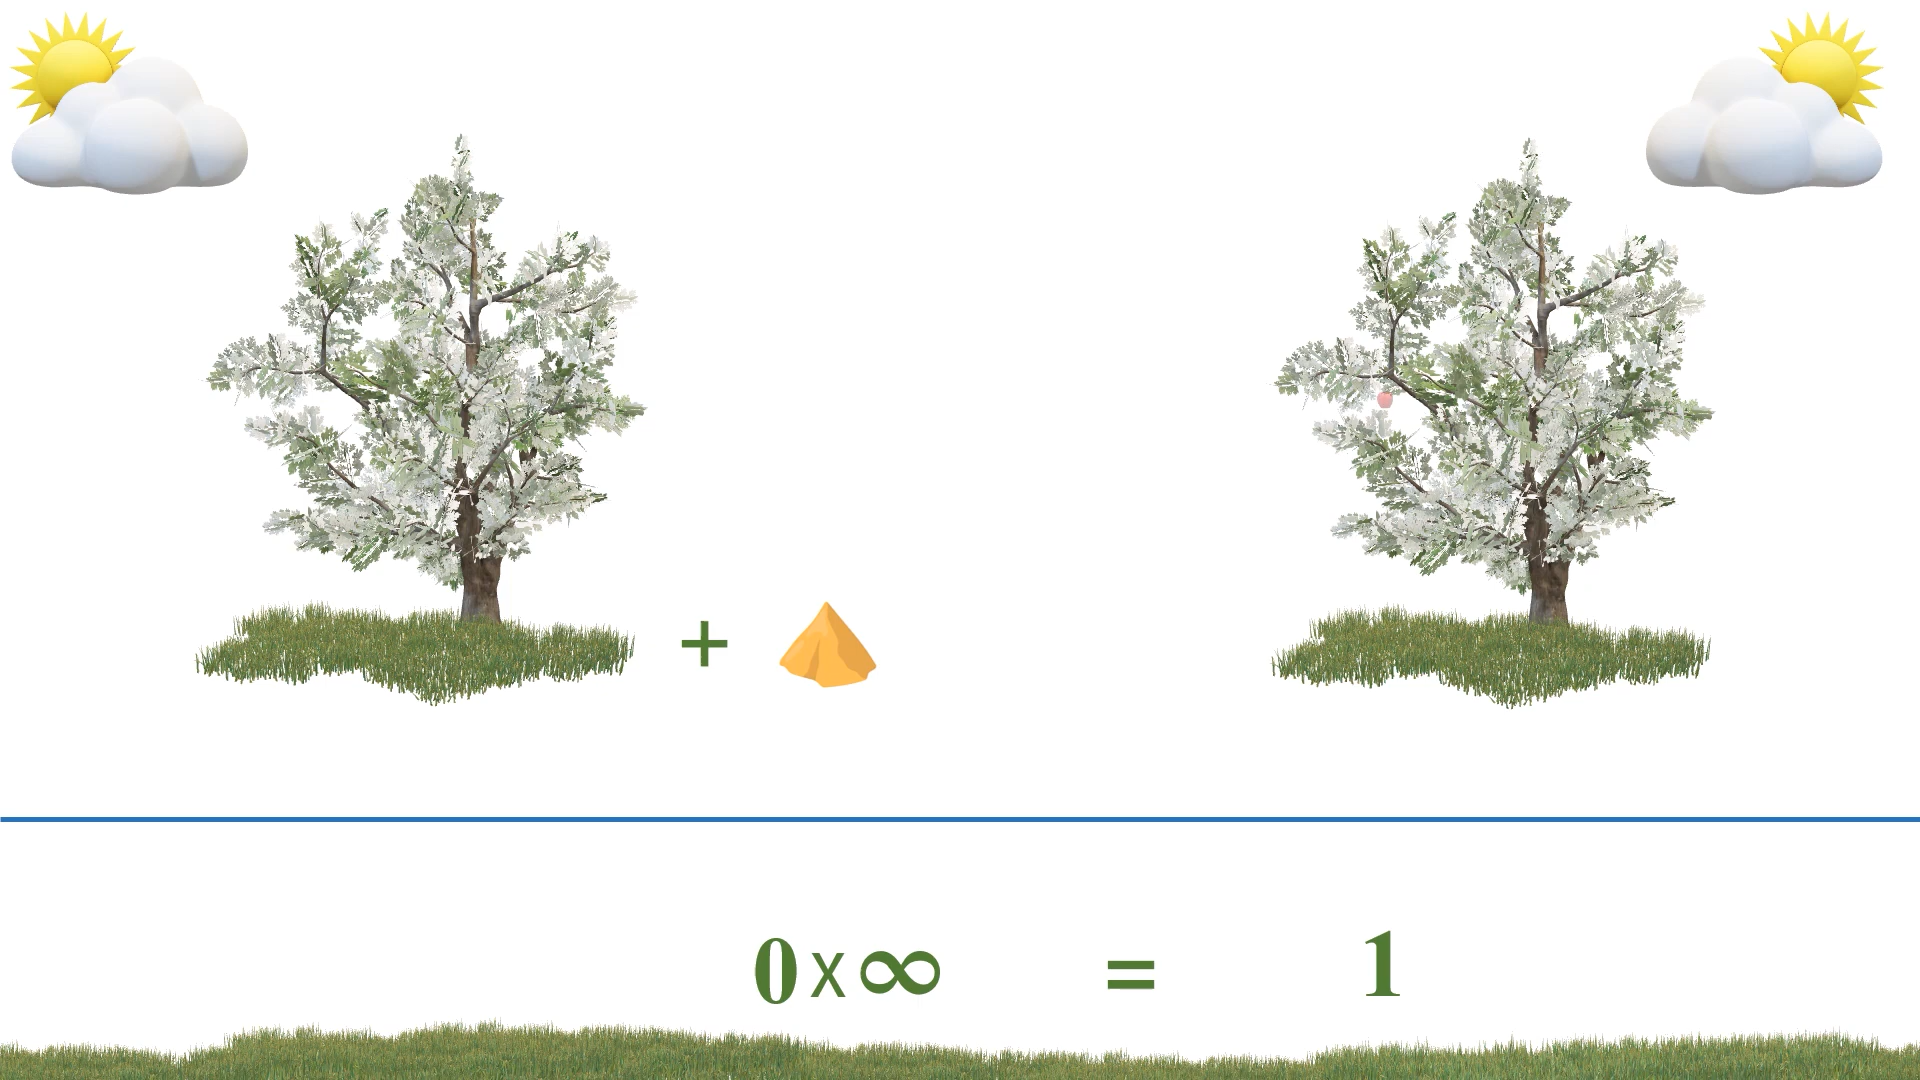 +
0 x ∞ = 1